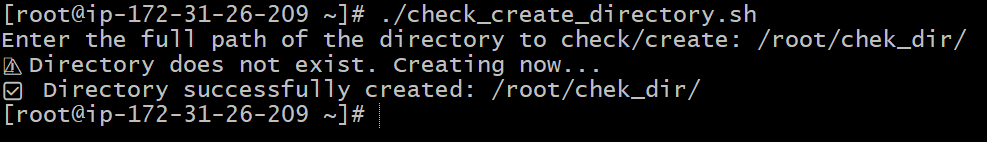 [root@ip-172-31-26-209 ~]# ./check_create_directory.sh
Enter the full path of the directory to check/create: /root/chek_dir/
⚠ Directory does not exist. Creating now...
☑ Directory successfully created: /root/chek_dir/
[root@ip-172-31-26-209 ~]#